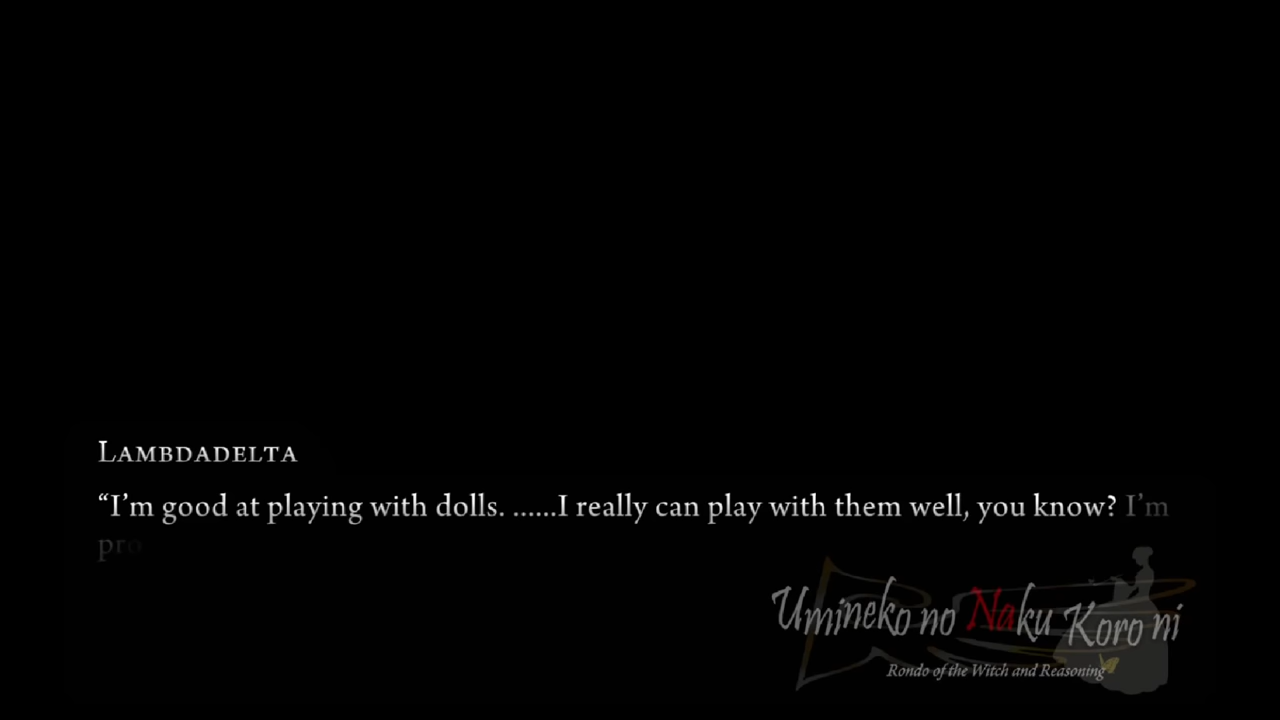 LAMBDADELTA
“I’m good at playing with dolls. ......I really can play with them well, you know? I’m
pro
Umineko no Naku Koro ni
Rondo of the Witch and Reasoning